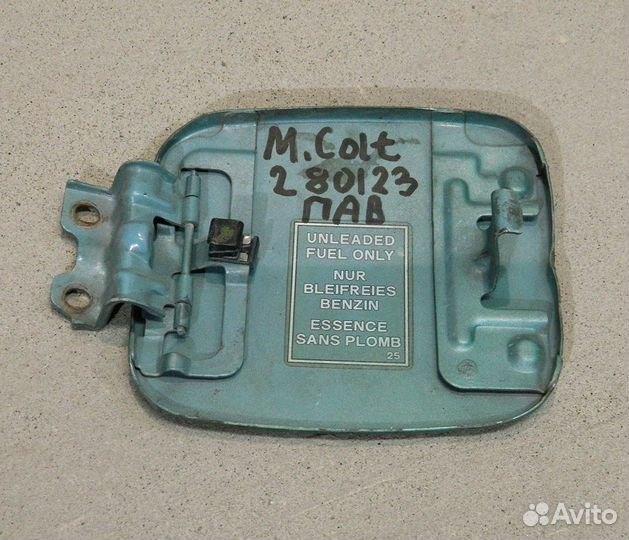 M. Colt
280123
ПАВ
UNLEADED
FUEL ONLY
NUR
BLEIFREIES
BENZIN
ESSENCE
SANS PLOMB
25
Avito